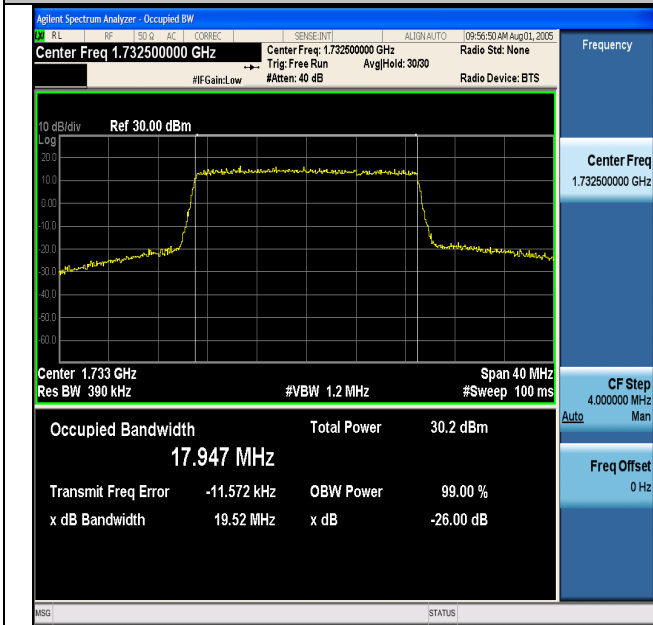 Agilent Spectrum Analyzer - Occupied BW
RL RF 50 Ω AC CORREC SENSE:INT ALIGN AUTO 09:56:50 AM Aug 01, 2005
Center Freq 1.732500000 GHz
Center Freq: 1.732500000 GHz
Radio Std: None
Trig: Free Run Avg|Hold: 30/30
#IFGain:Low
#Atten: 40 dB
Radio Device: BTS
Frequency
10 dB/div Ref 30.00 dBm
Log
20.0
10.0
0.00
-10.0
-20.0
-30.0
-40.0
-50.0
-60.0
Center 1.733 GHz
Span 40 MHz
Res BW 390 kHz
#VBW 1.2 MHz
#Sweep 100 ms
Occupied Bandwidth
17.947 MHz
Total Power 30.2 dBm
Transmit Freq Error -11.572 kHz
OBW Power 99.00 %
x dB Bandwidth 19.52 MHz
x dB -26.00 dB
Center Freq
1.732500000 GHz
CF Step
4.000000 MHz
Auto Man
Freq Offset
0 Hz
MSG
STATUS